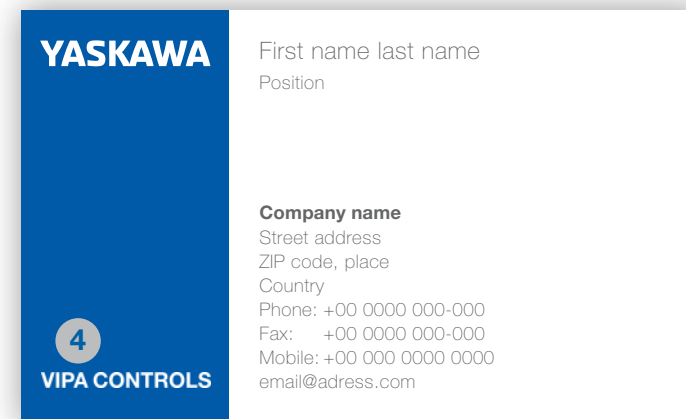 YASKAWA
First name last name
Position
Company name
Street address
ZIP code, place
Country
Phone: +00 0000 000-000
Fax: +00 0000 000-000
Mobile: +00 000 0000 0000
email@adress.com
4
VIPA CONTROLS